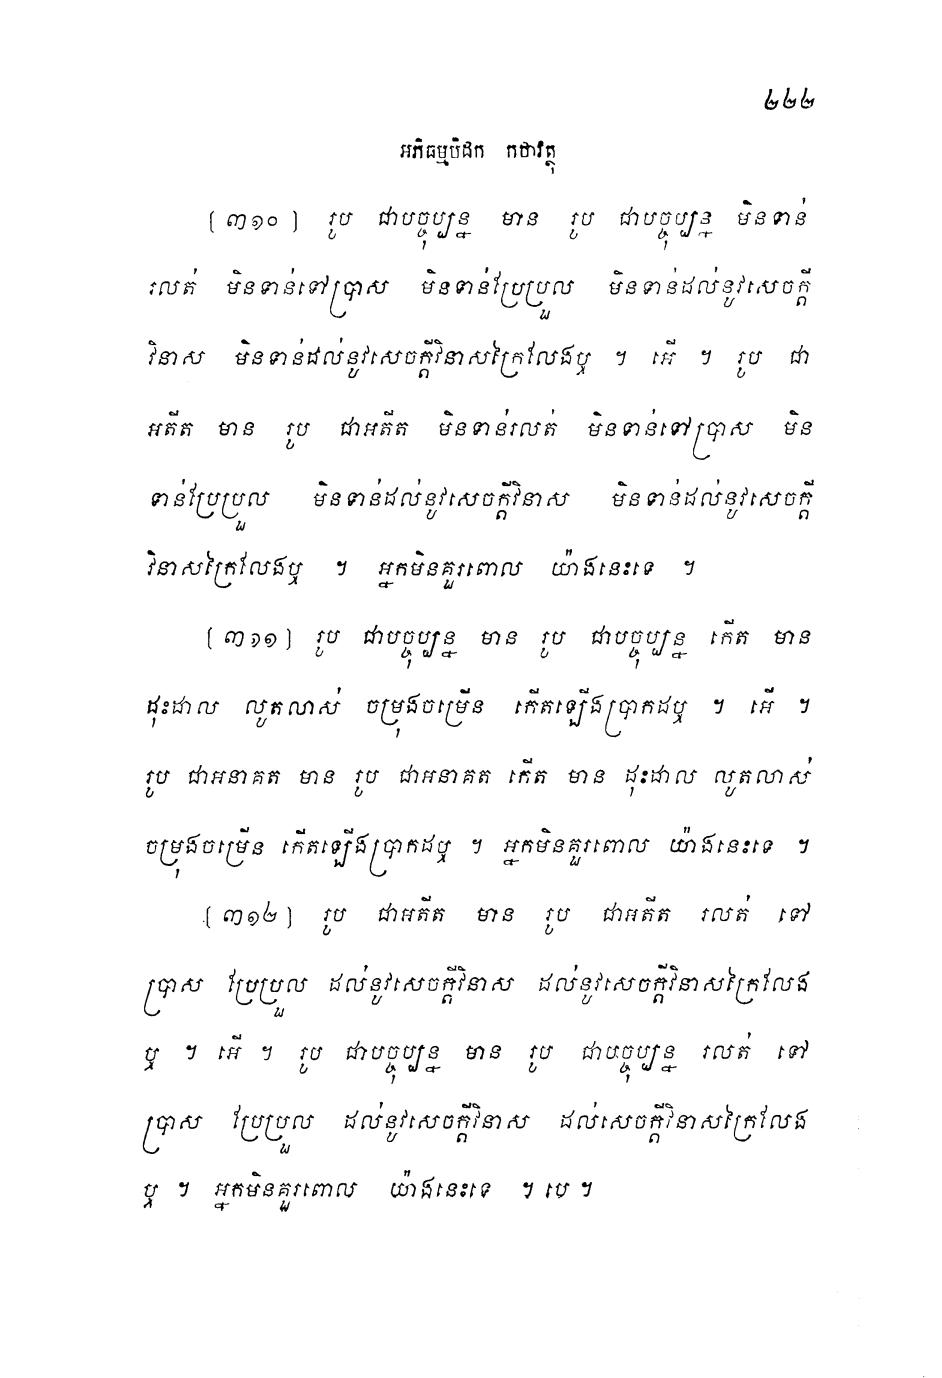 ២២២
អភិធម្មបិដក កថាវត្ថុ
[៣១០] រូប ជាបច្ចុប្បន្ន មាន រូប ជាបច្ចុប្បន្ន មិនទាន់
រលត់ មិនទាន់ទៅប្រាស មិនទាន់ប្រែប្រួល មិនទាន់ដល់នូវសេចក្តី
វិនាស មិនទាន់ដល់នូវសេចក្តីវិនាសក្រៃលែងឬ ។ អើ ។ រូប ជា
អតីត មាន រូប ជាអតីត មិនទាន់រលត់ មិនទាន់ទៅប្រាស មិន
ទាន់ប្រែប្រួល មិនទាន់ដល់នូវសេចក្តីវិនាស មិនទាន់ដល់នូវសេចក្តី
វិនាសក្រៃលែងឬ ។ អ្នកមិនគួរពោល យ៉ាងនេះទេ ។
[៣១១] រូប ជាបច្ចុប្បន្ន មាន រូប ជាបច្ចុប្បន្ន កើត មាន
ដុះដាល លូតលាស់ ចម្រុងចម្រើន កើតឡើងប្រាកដឬ ។ អើ ។
រូប ជាអនាគត មាន រូប ជាអនាគត កើត មាន ដុះដាល លូតលាស់
ចម្រុងចម្រើន កើតឡើងប្រាកដឬ ។ អ្នកមិនគួរពោល យ៉ាងនេះទេ ។
[៣១២] រូប ជាអតីត មាន រូប ជាអតីត រលត់ ទៅ
ប្រាស ប្រែប្រួល ដល់នូវសេចក្តីវិនាស ដល់នូវសេចក្តីវិនាសក្រៃលែង
ឬ ។ អើ ។ រូប ជាបច្ចុប្បន្ន មាន រូប ជាបច្ចុប្បន្ន រលត់ ទៅ
ប្រាស ប្រែប្រួល ដល់នូវសេចក្តីវិនាស ដល់សេចក្តីវិនាសក្រៃលែង
ឬ ។ អ្នកមិនគួរពោល យ៉ាងនេះទេ ។ បេ ។